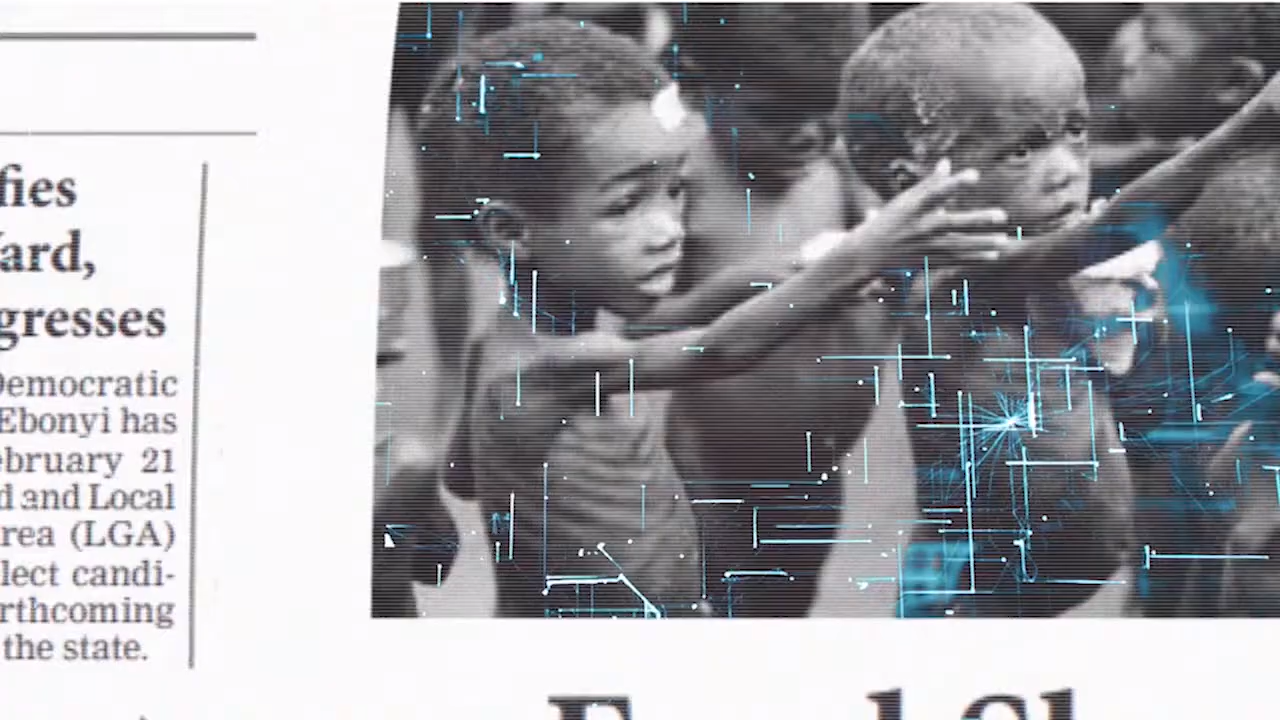 fies
ard,
gresses
Democratic
Ebonyi has
ebruary 21
d and Local
rea (LGA)
lect candi-
rthcoming
the state.